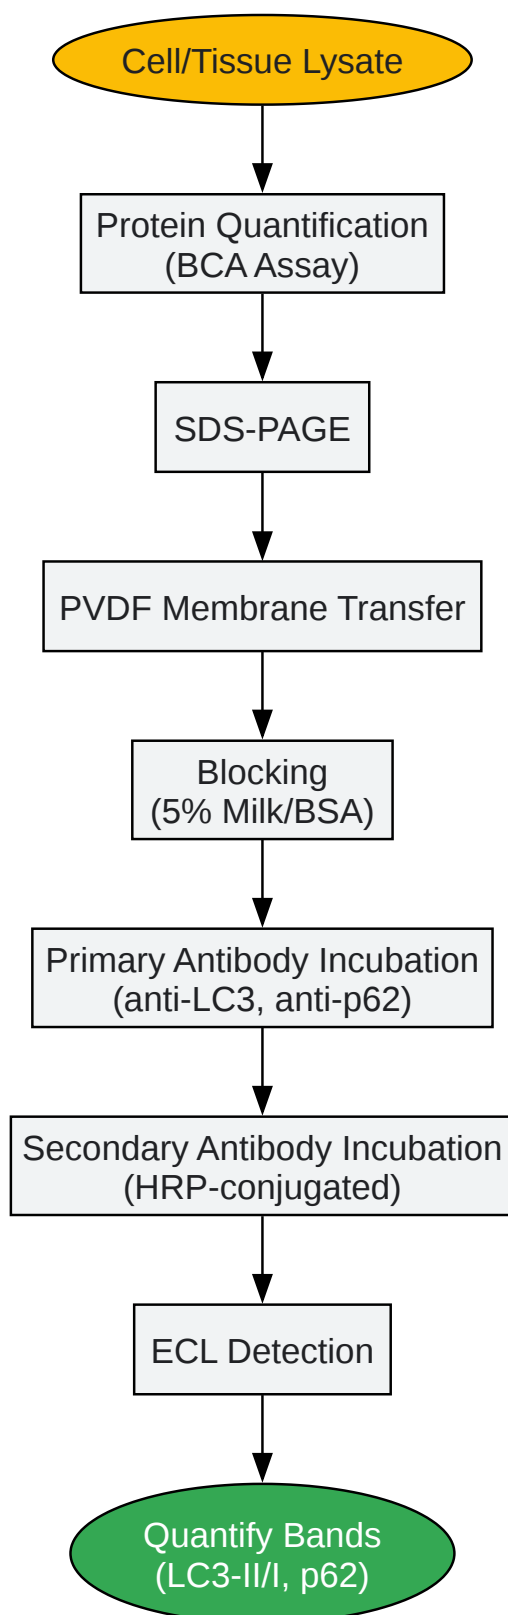 Cell/Tissue Lysate
Protein Quantification
(BCA Assay)
SDS-PAGE
PVDF Membrane Transfer
Blocking
(5% Milk/BSA)
Primary Antibody Incubation
(anti-LC3, anti-p62)
Secondary Antibody Incubation
(HRP-conjugated)
ECL Detection
Quantify Bands
(LC3-II/I, p62)